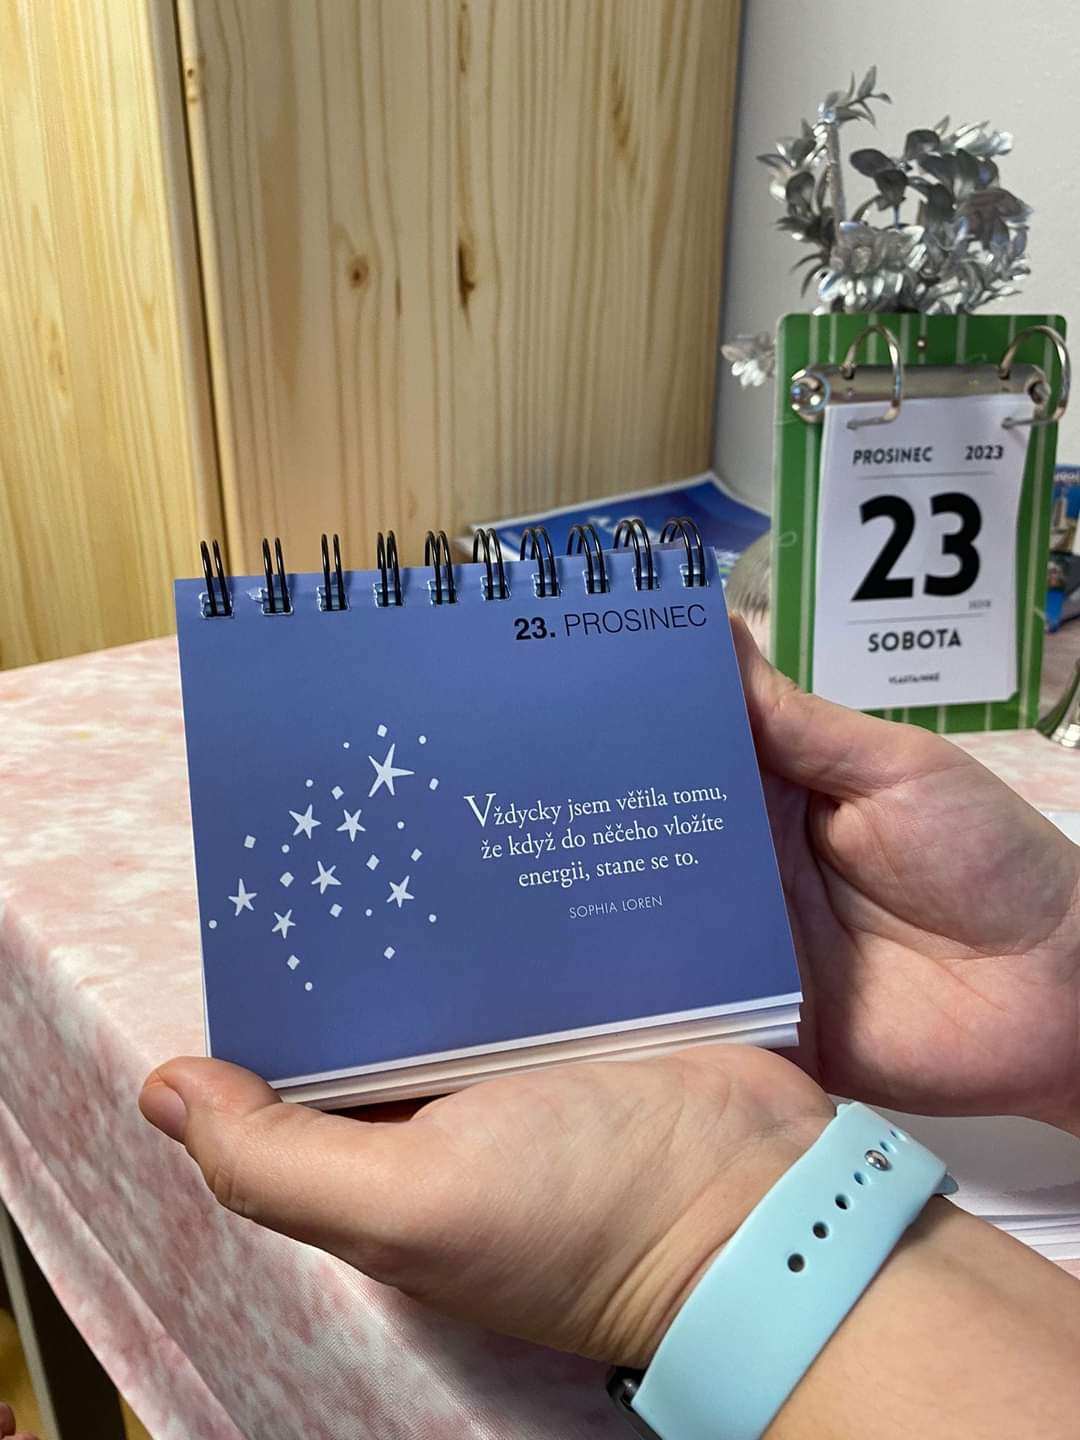 23. PROSINEC
Vždycky jsem věřila tomu,
že když do něčeho vložíte
energii, stane se to.
SOPHIA LOREN
PROSINEC 2023
23
SOBOTA